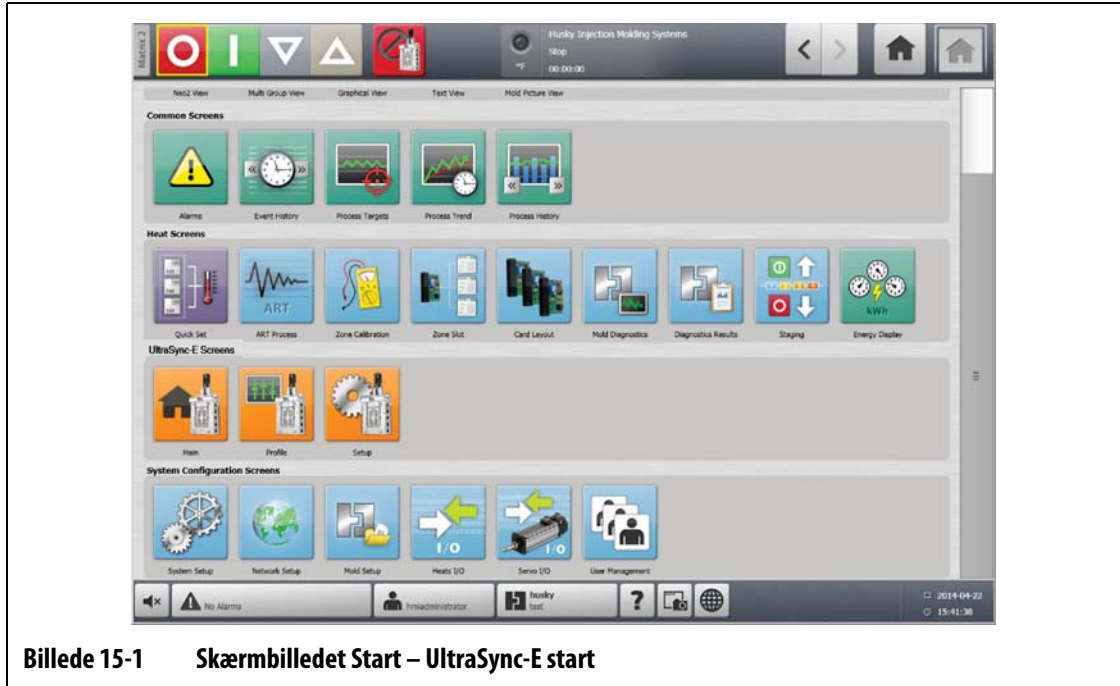 Matrix 2
Husky Injection Molding Systems
Stop
°F 00:00:00
Neo2 View Multi Group View Graphical View Text View Mold Picture View
Common Screens
Alarms Event History Process Targets Process Trend Process History
Heat Screens
ART
kWh
Quick Set ART Process Zone Calibration Zone Slot Card Layout Mold Diagnostics Diagnostics Results Staging Energy Display
UltraSync-E Screens
Main Profile Setup
System Configuration Screens
I/O I/O
System Setup Network Setup Mold Setup Heats I/O Servo I/O User Management
No Alarms hmiadministrator husky test ? 2014-04-22
15:41:38
Billede 15-1 Skærmbilledet Start – UltraSync-E start